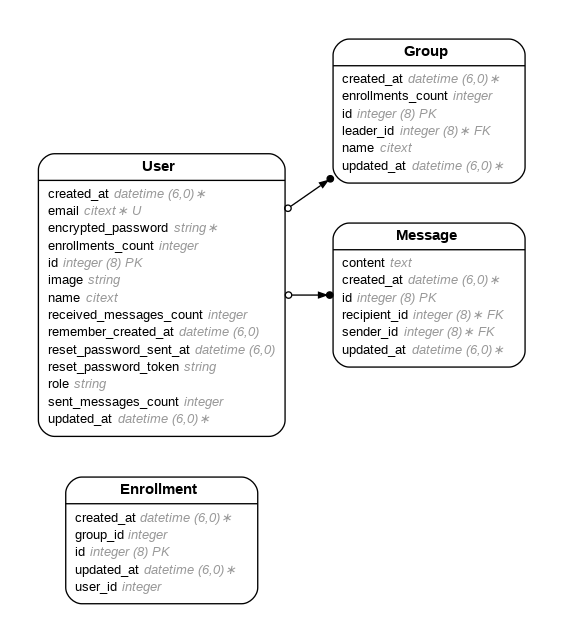 Group
created_at datetime (6,0)∗
enrollments_count integer
id integer (8) PK
leader_id integer (8)∗ FK
name citext
updated_at datetime (6,0)∗
User
created_at datetime (6,0)∗
email citext∗ U
encrypted_password string∗
enrollments_count integer
id integer (8) PK
image string
name citext
received_messages_count integer
remember_created_at datetime (6,0)
reset_password_sent_at datetime (6,0)
reset_password_token string
role string
sent_messages_count integer
updated_at datetime (6,0)∗
Message
content text
created_at datetime (6,0)∗
id integer (8) PK
recipient_id integer (8)∗ FK
sender_id integer (8)∗ FK
updated_at datetime (6,0)∗
Enrollment
created_at datetime (6,0)∗
group_id integer
id integer (8) PK
updated_at datetime (6,0)∗
user_id integer